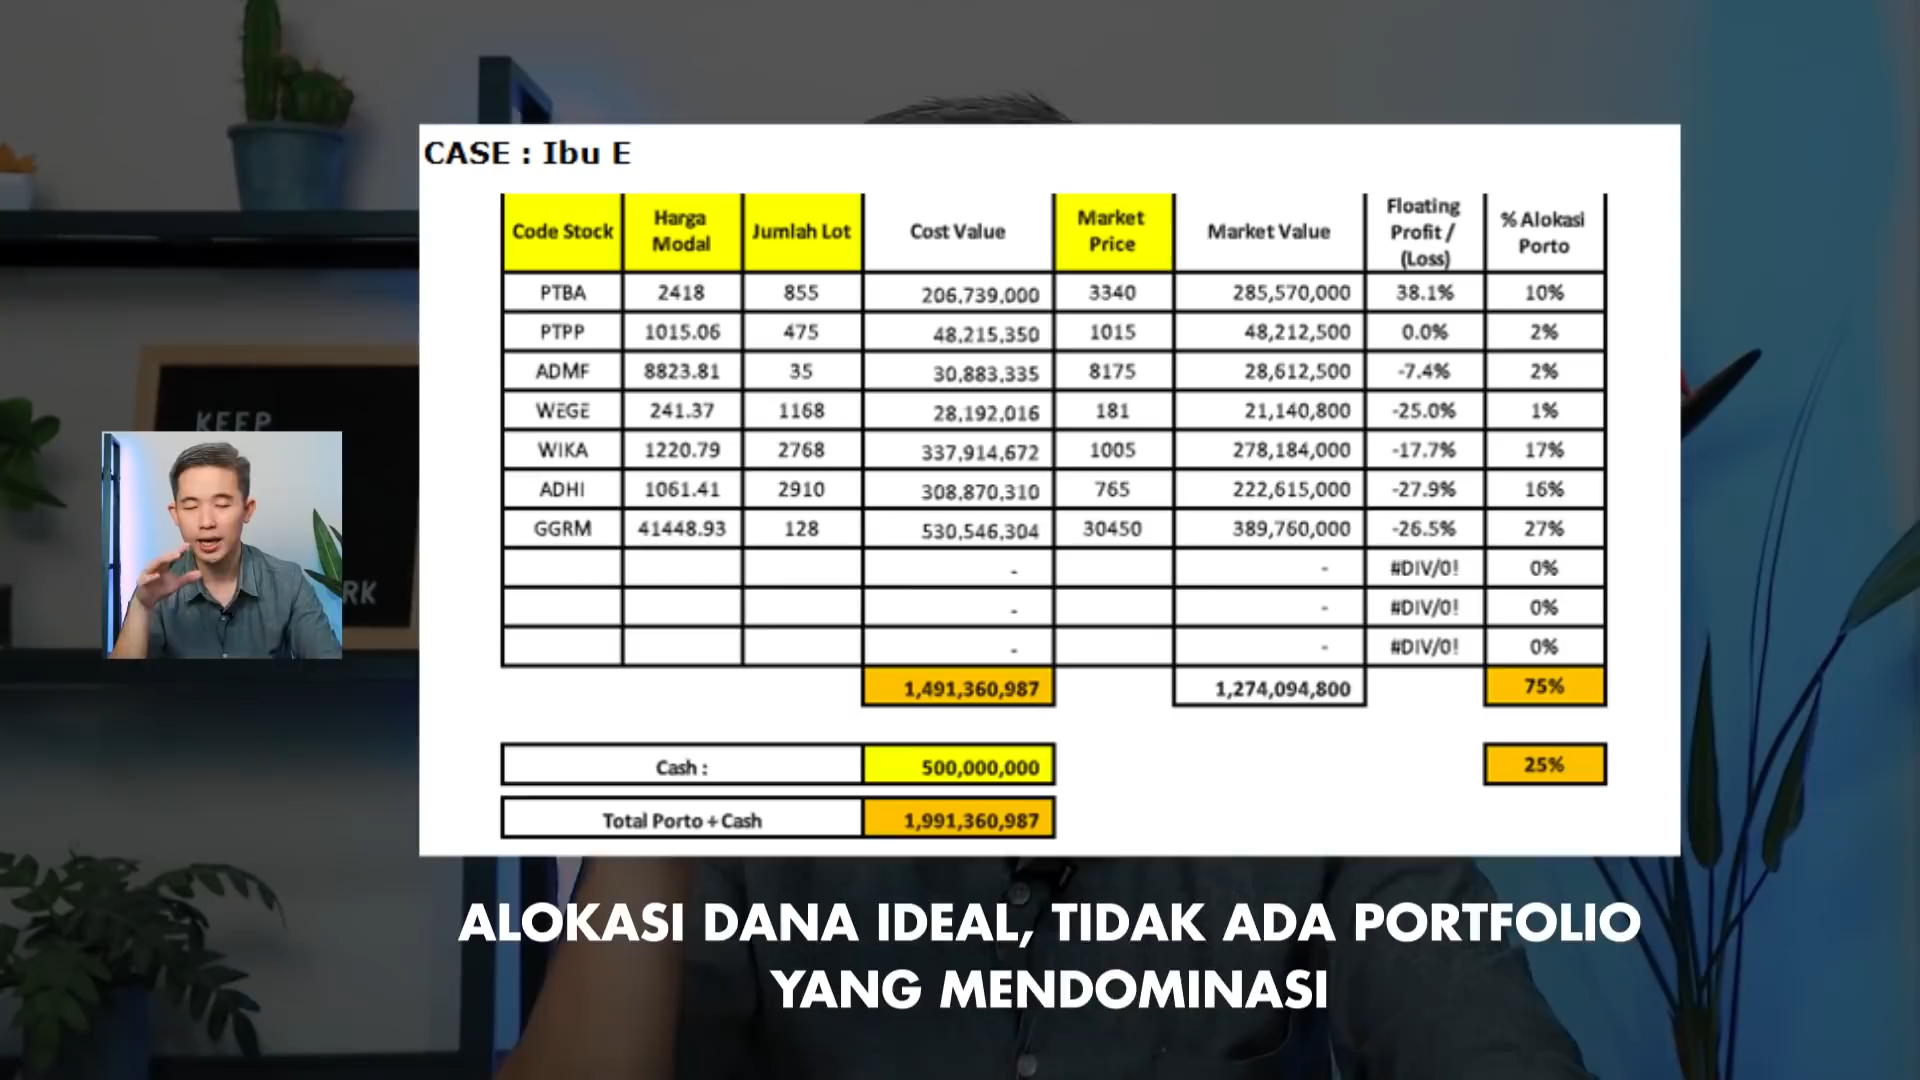 CASE : Ibu E
Code Stock Harga Modal Jumlah Lot Cost Value Market Price Market Value Floating Profit / (Loss) % Alokasi Porto
PTBA 2418 855 206,739,000 3340 285,570,000 38.1% 10%
PTPP 1015.06 475 48,215,350 1015 48,212,500 0.0% 2%
ADMF 8823.81 35 30,883,335 8175 28,612,500 -7.4% 2%
WEGE 241.37 1168 28,192,016 181 21,140,800 -25.0% 1%
WIKA 1220.79 2768 337,914,672 1005 278,184,000 -17.7% 17%
ADHI 1061.41 2910 308,870,310 765 222,615,000 -27.9% 16%
GGRM 41448.93 128 530,546,304 30450 389,760,000 -26.5% 27%
- - #DIV/0! 0%
- - #DIV/0! 0%
- - #DIV/0! 0%
1,491,360,987 1,274,094,800 75%
Cash : 500,000,000 25%
Total Porto + Cash 1,991,360,987
KEEP
RK
ALOKASI DANA IDEAL, TIDAK ADA PORTFOLIO
YANG MENDOMINASI